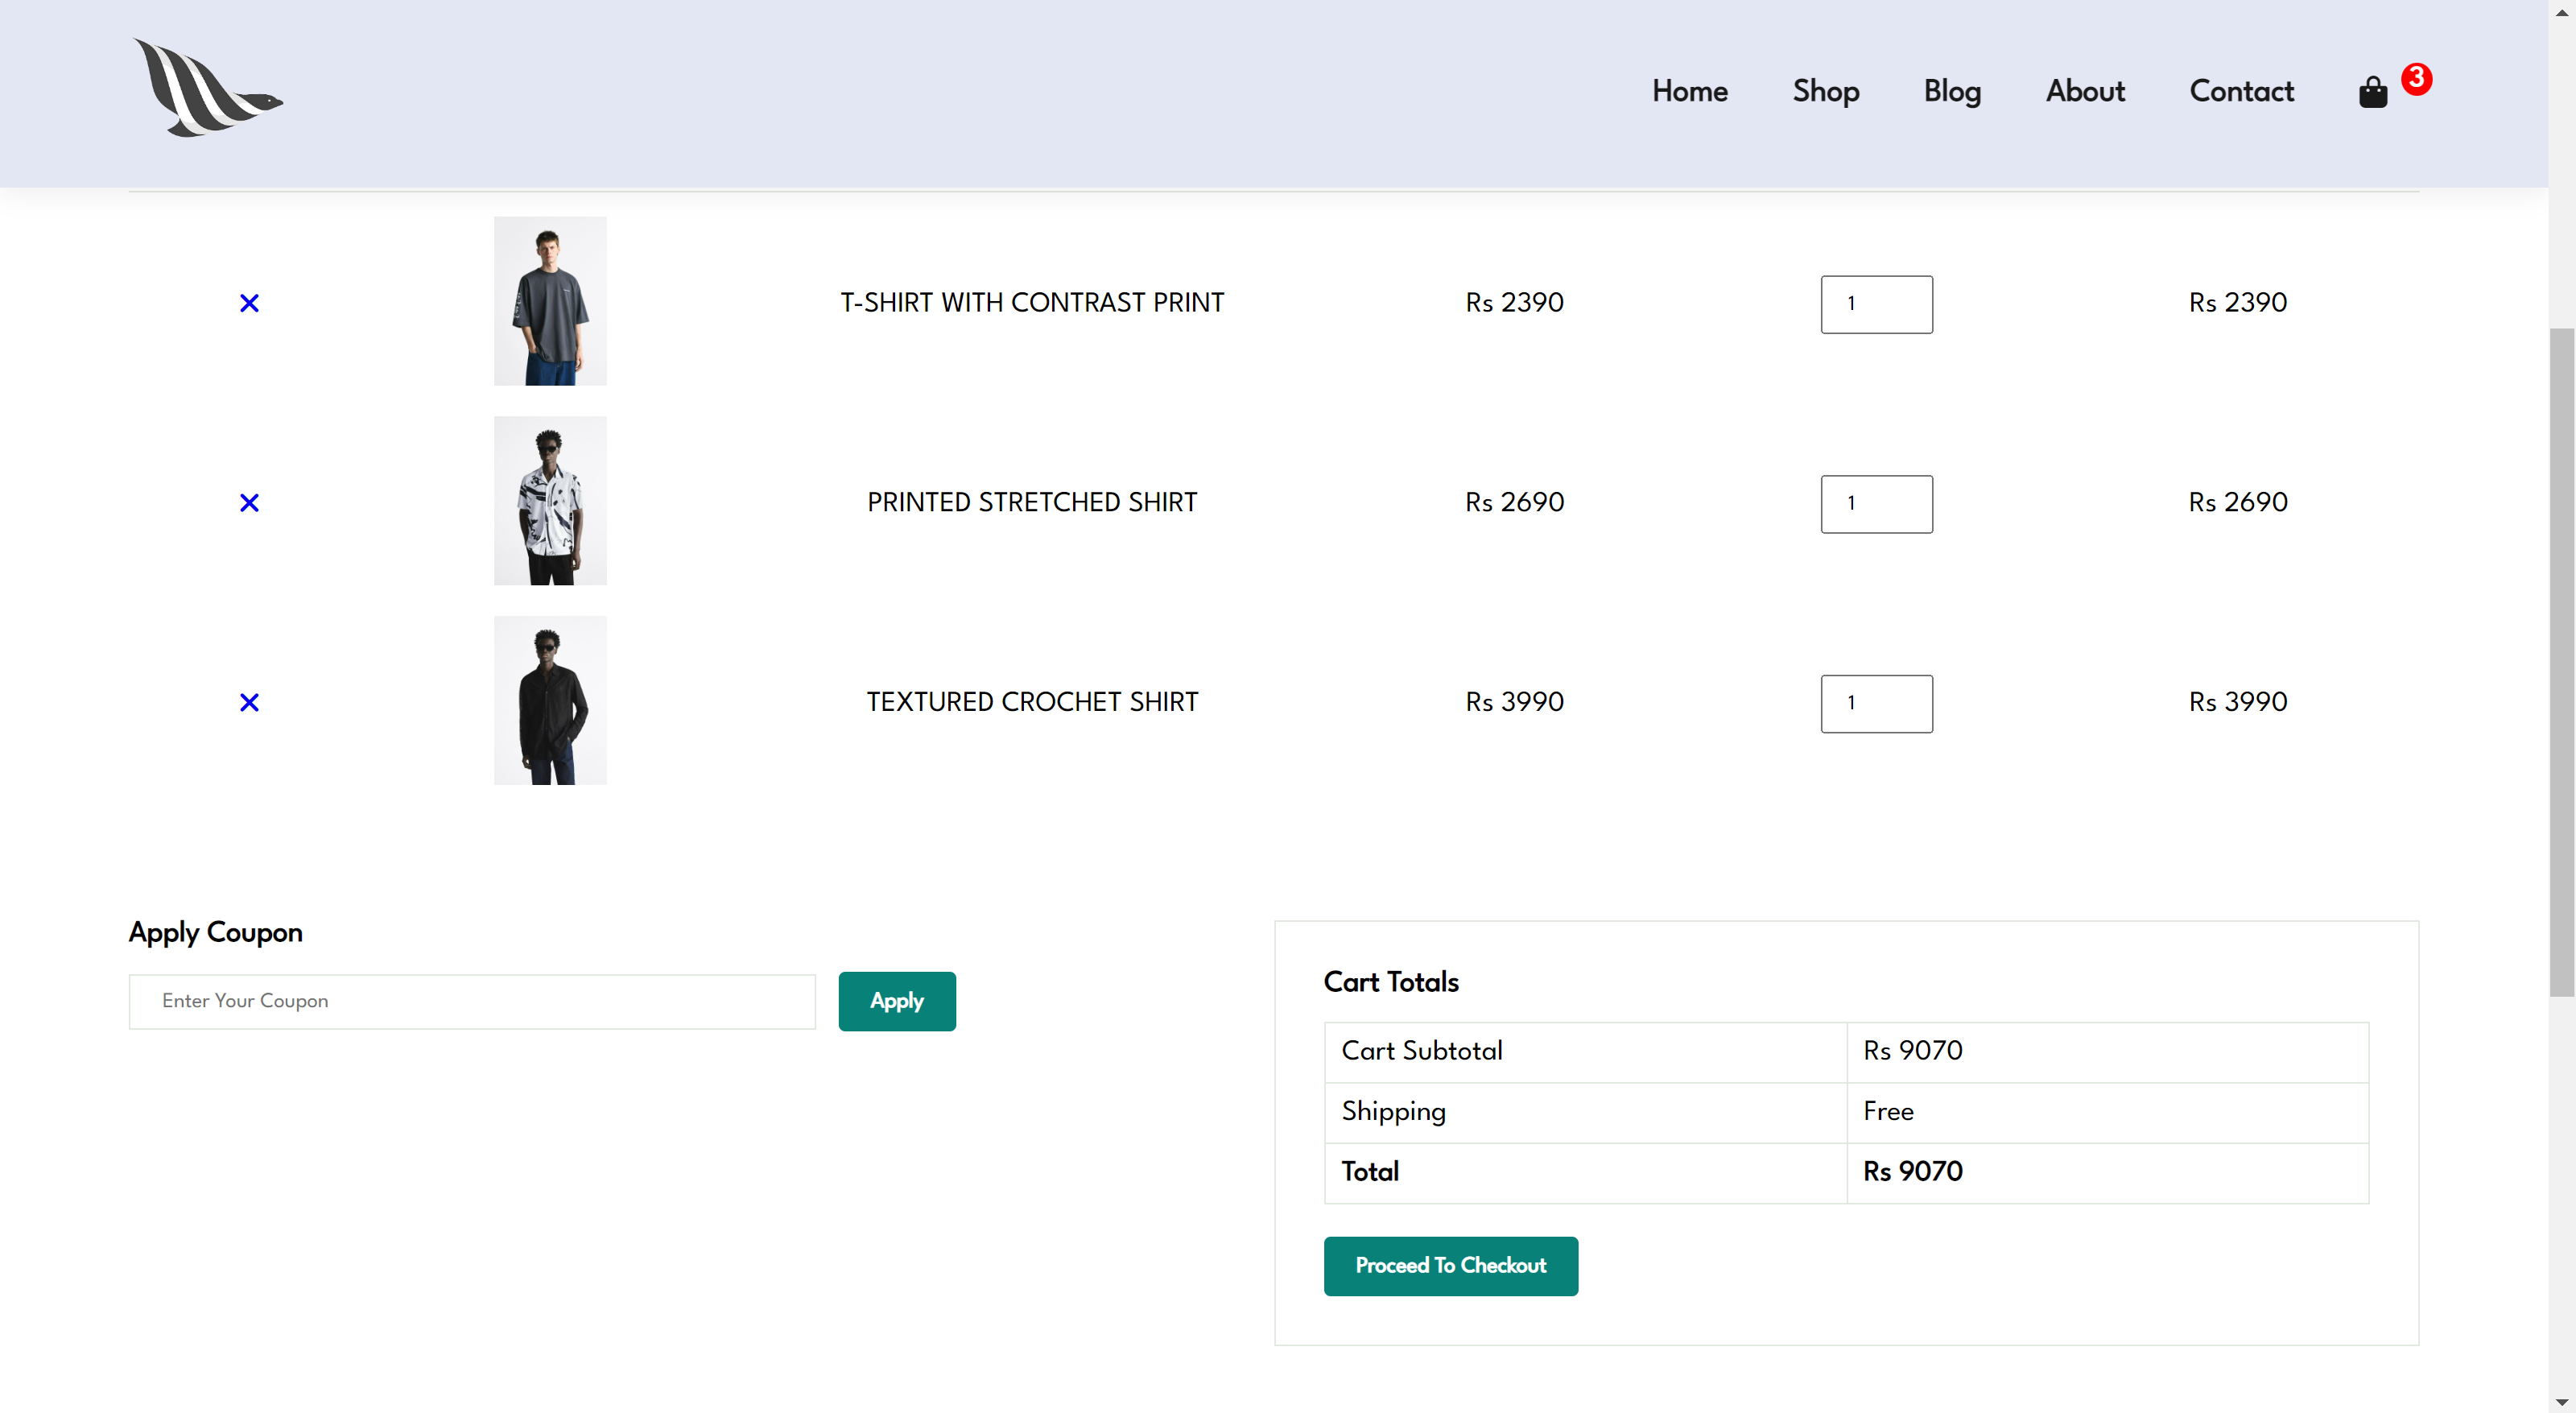 Home Shop Blog About Contact 3
T-SHIRT WITH CONTRAST PRINT Rs 2390 1 Rs 2390
PRINTED STRETCHED SHIRT Rs 2690 1 Rs 2690
TEXTURED CROCHET SHIRT Rs 3990 1 Rs 3990
Apply Coupon
Enter Your Coupon Apply
Cart Totals
Cart Subtotal Rs 9070
Shipping Free
Total Rs 9070
Proceed To Checkout